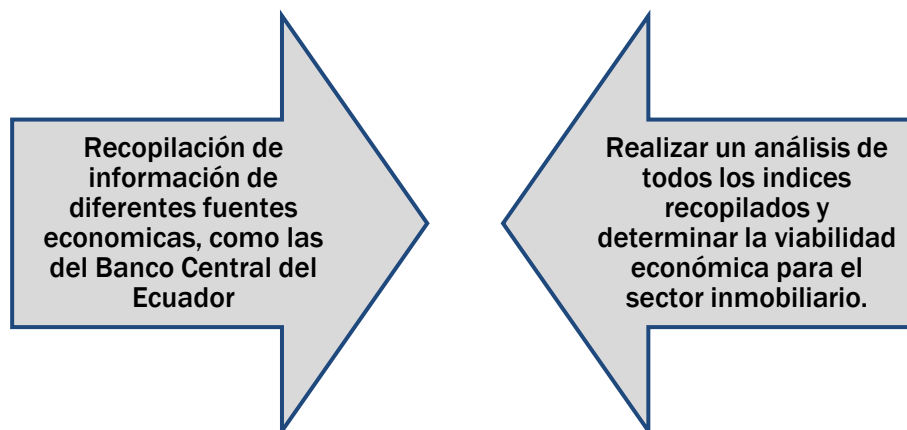 Recopilación de
información de
diferentes fuentes
economicas, como las
del Banco Central del
Ecuador
Realizar un análisis de
todos los indices
recopilados y
determinar la viabilidad
económica para el
sector inmobiliario.